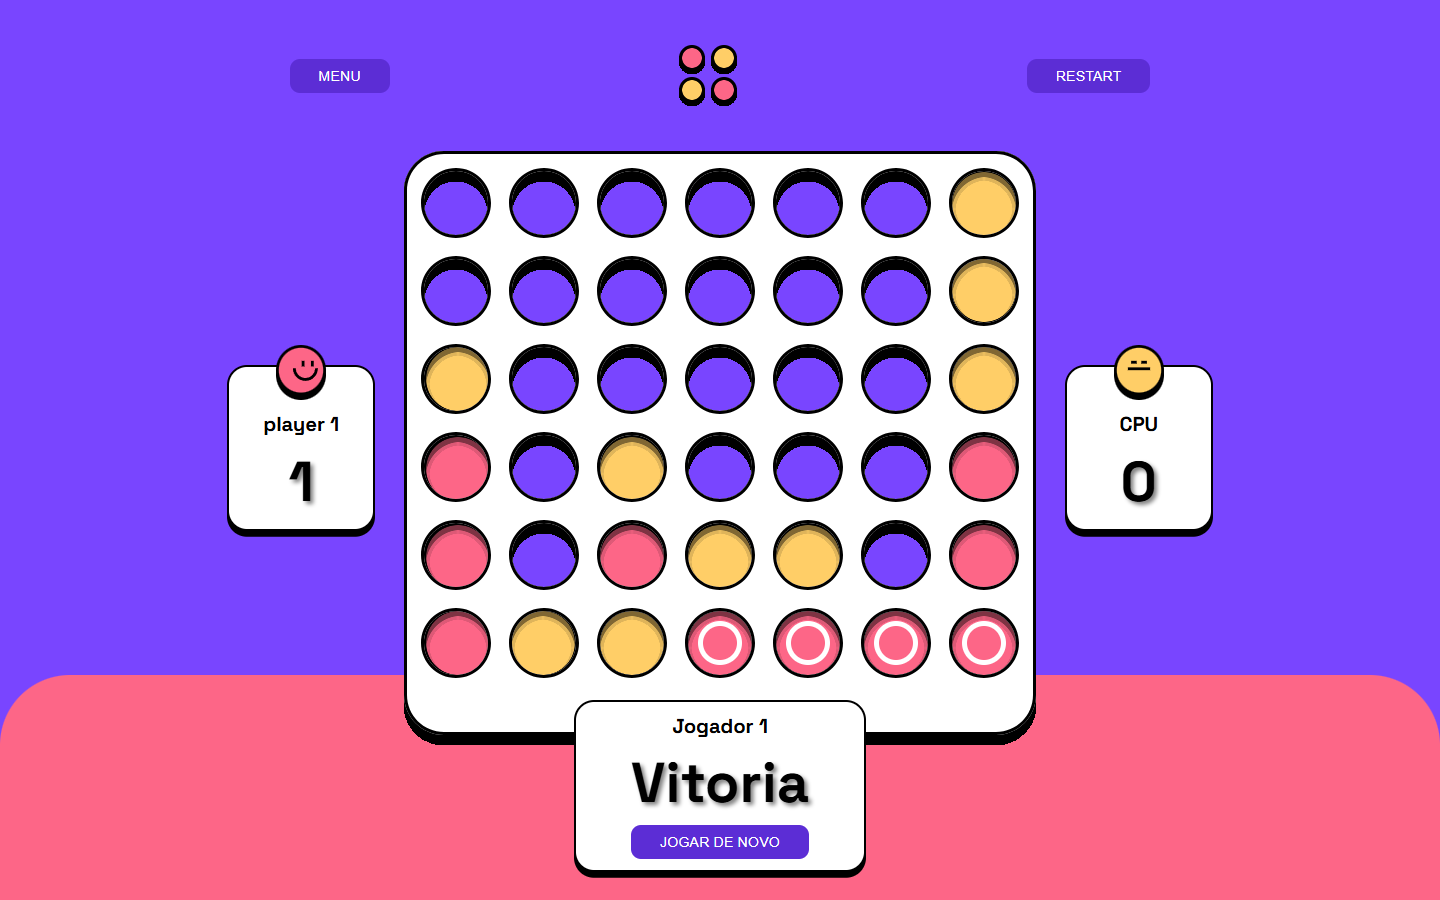 MENU
RESTART
player 1
1
CPU
0
Jogador 1
Vitoria
JOGAR DE NOVO